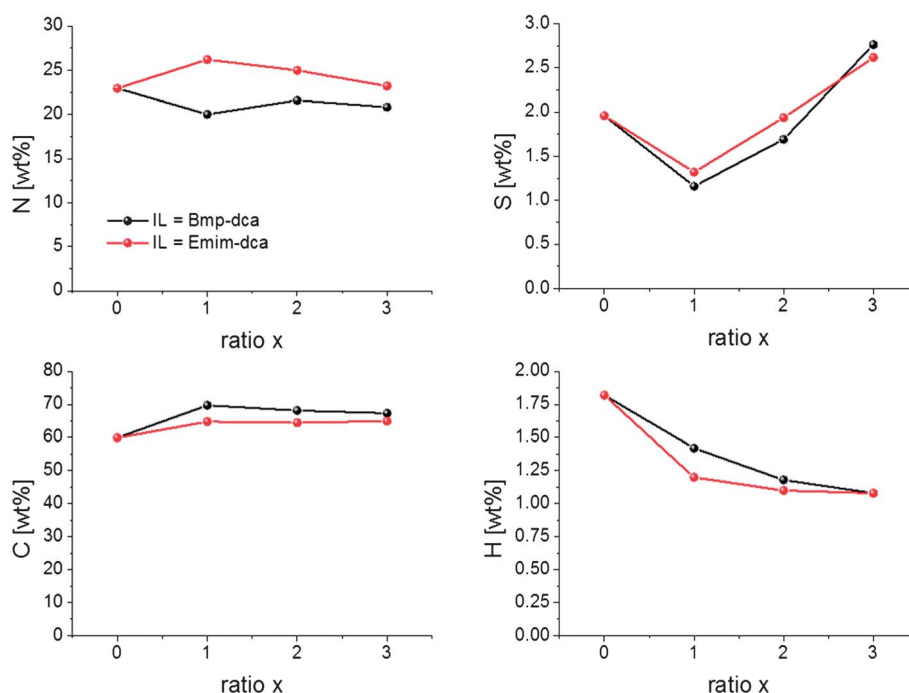 30
25
20
15
10
5
0
N [wt%]
IL = Bmp-dca
IL = Emim-dca
0 1 2 3
ratio x
3.0
2.5
2.0
1.5
1.0
0.5
0.0
S [wt%]
0 1 2 3
ratio x
80
70
60
50
40
30
20
10
0
C [wt%]
0 1 2 3
ratio x
2.00
1.75
1.50
1.25
1.00
0.75
0.50
0.25
0.00
H [wt%]
0 1 2 3
ratio x